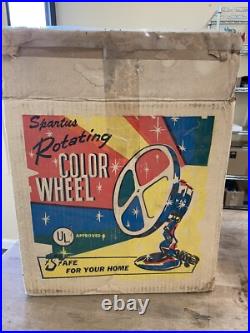 Spartus
Rotating
COLOR
WHEEL
UL
APPROVED
SAFE
FOR YOUR HOME